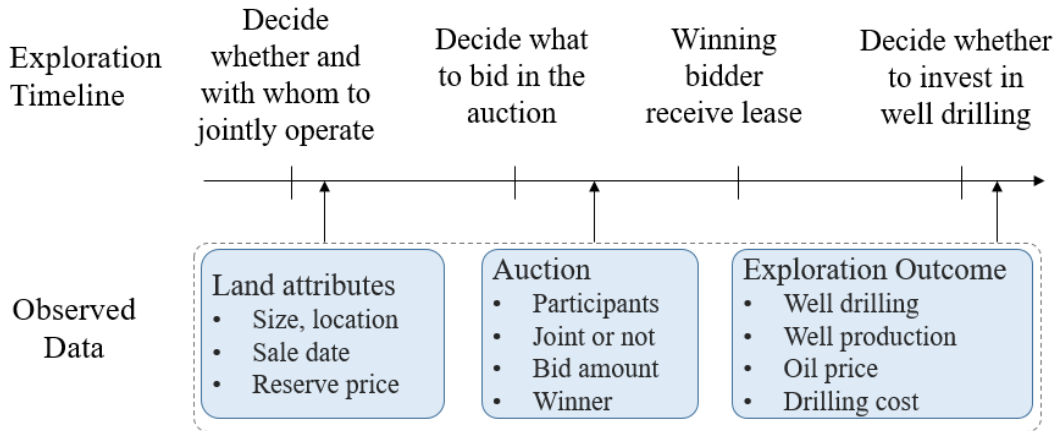 Exploration
Timeline
Decide
whether and
with whom to
jointly operate
Decide what
to bid in the
auction
Winning
bidder
receive lease
Decide whether
to invest in
well drilling
Observed
Data
Land attributes
• Size, location
• Sale date
• Reserve price
Auction
• Participants
• Joint or not
• Bid amount
• Winner
Exploration Outcome
• Well drilling
• Well production
• Oil price
• Drilling cost